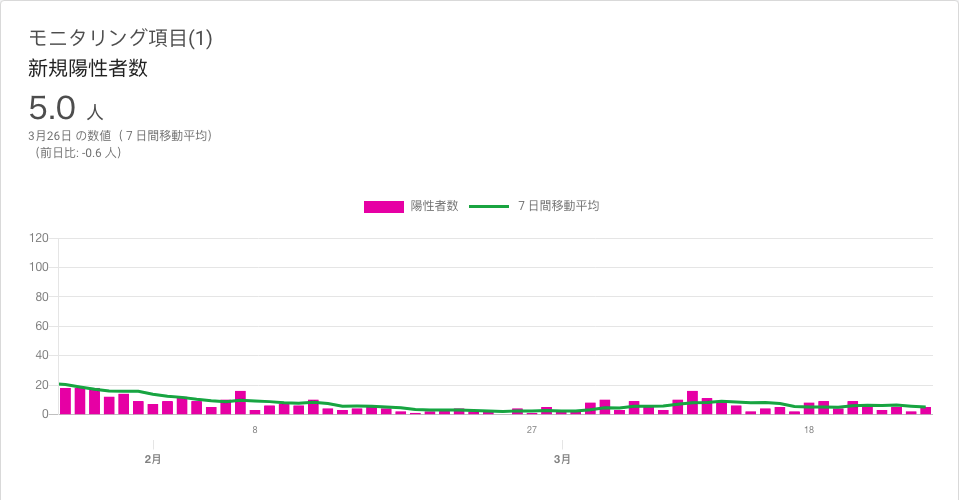 モニタリング項目(1)
新規陽性者数
5.0 人
3月26日 の数値（７日間移動平均）
（前日比: -0.6 人）
陽性者数 ７日間移動平均
120
100
80
60
40
20
0
8 27 18
2月 3月